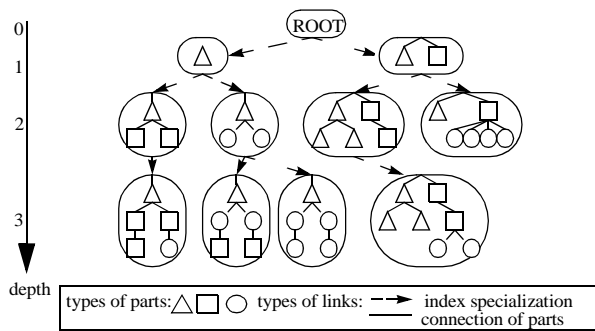 0
ROOT
1
2
3
depth
types of parts: types of links: index specialization
connection of parts